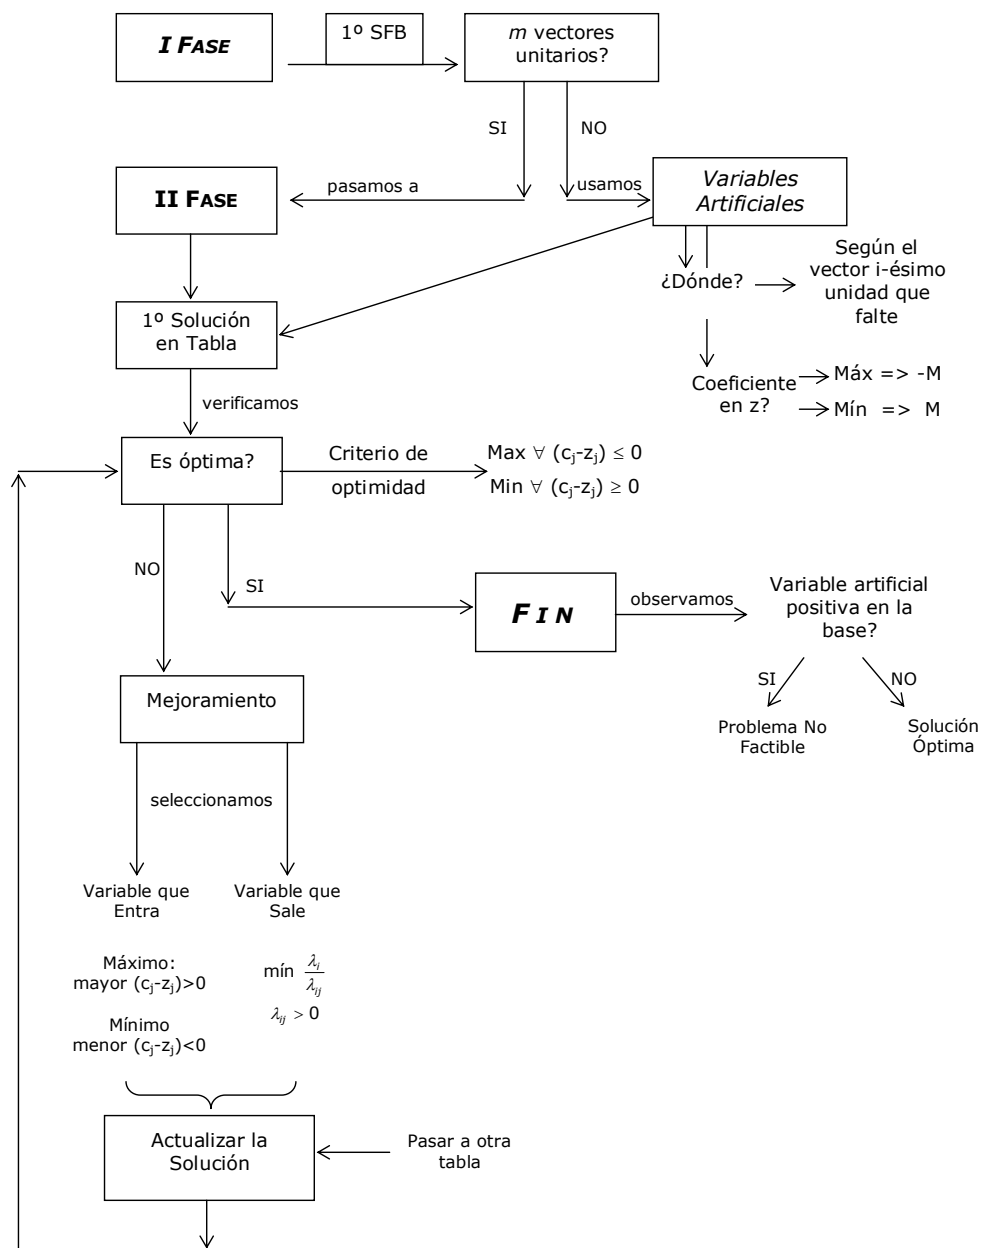 I FASE
1º SFB
m vectores
unitarios?
SI
NO
II FASE
pasamos a
usamos
Variables
Artificiales
¿Dónde?
Según el
vector i-ésimo
unidad que
falte
1º Solución
en Tabla
Coeficiente
en z?
Máx => -M
Mín => M
verificamos
Es óptima?
Criterio de
optimidad
Max ∀ (cj-zj) ≤ 0
Min ∀ (cj-zj) ≥ 0
NO
SI
FIN
observamos
Variable artificial
positiva en la
base?
SI
NO
Problema No
Factible
Solución
Óptima
Mejoramiento
seleccionamos
Variable que
Entra
Variable que
Sale
Máximo:
mayor (cj-zj)>0
Mínimo
menor (cj-zj)<0
mín λi/λij
λij > 0
Actualizar la
Solución
Pasar a otra
tabla